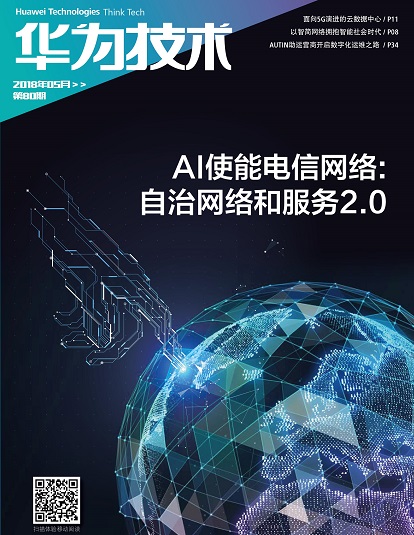 Huawei Technologies Think Tech
华为技术
2018年05月>>
第80期
面向5G演进的云数据中心 / P11
以智简网络拥抱智能社会时代 / P08
AUTIN助运营商开启数字化运维之路 / P34
AI使能电信网络:
自治网络和服务2.0
扫描体验移动阅读